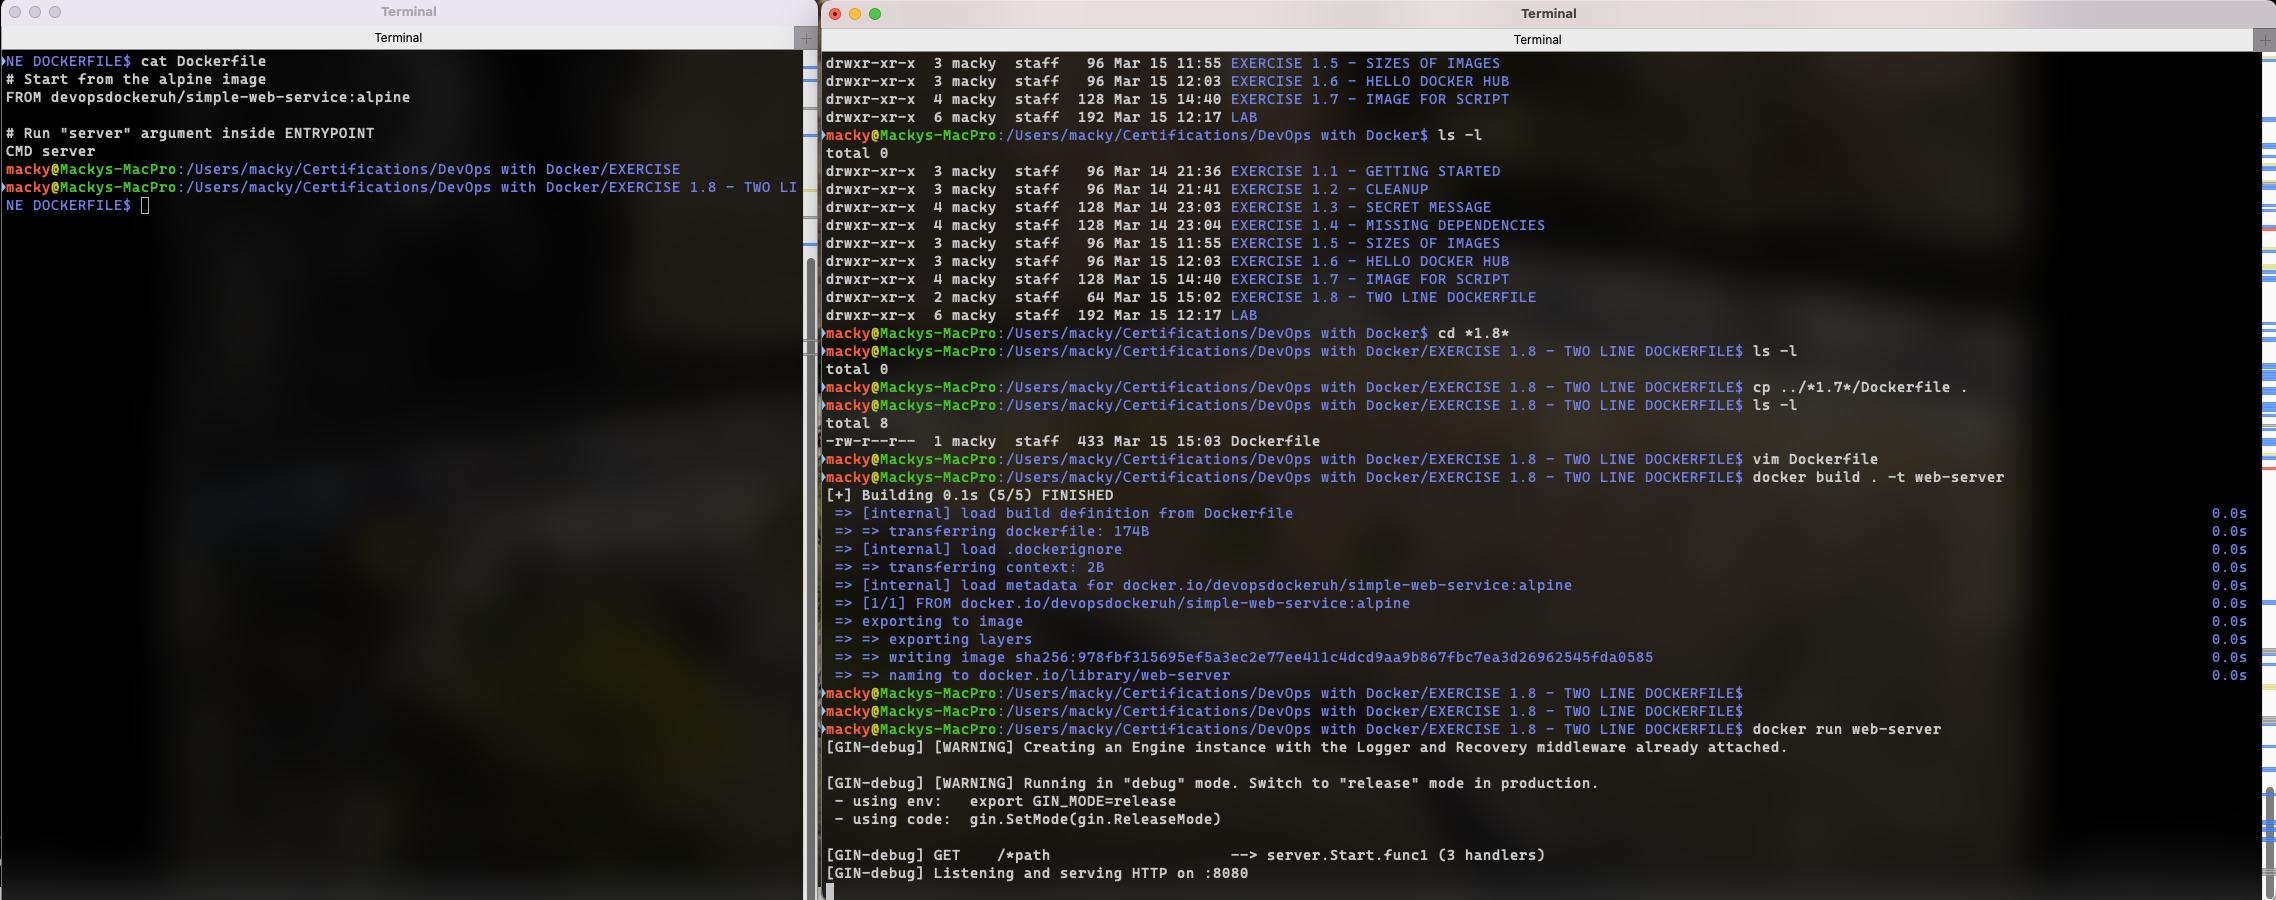 Terminal
Terminal
NE DOCKERFILE$ cat Dockerfile
# Start from the alpine image
FROM devopsdockeruh/simple-web-service:alpine
# Run "server" argument inside ENTRYPOINT
CMD server
macky@Mackys-MacPro:/Users/macky/Certifications/DevOps with Docker/EXERCISE
macky@Mackys-MacPro:/Users/macky/Certifications/DevOps with Docker/EXERCISE 1.8 - TWO LI
NE DOCKERFILE$
Terminal
Terminal
drwxr-xr-x  3 macky  staff   96 Mar 15 11:55 EXERCISE 1.5 - SIZES OF IMAGES
drwxr-xr-x  3 macky  staff   96 Mar 15 12:03 EXERCISE 1.6 - HELLO DOCKER HUB
drwxr-xr-x  4 macky  staff  128 Mar 15 14:40 EXERCISE 1.7 - IMAGE FOR SCRIPT
drwxr-xr-x  6 macky  staff  192 Mar 15 12:17 LAB
macky@Mackys-MacPro:/Users/macky/Certifications/DevOps with Docker$ ls -l
total 0
drwxr-xr-x  3 macky  staff   96 Mar 14 21:36 EXERCISE 1.1 - GETTING STARTED
drwxr-xr-x  3 macky  staff   96 Mar 14 21:41 EXERCISE 1.2 - CLEANUP
drwxr-xr-x  4 macky  staff  128 Mar 14 23:03 EXERCISE 1.3 - SECRET MESSAGE
drwxr-xr-x  4 macky  staff  128 Mar 14 23:04 EXERCISE 1.4 - MISSING DEPENDENCIES
drwxr-xr-x  3 macky  staff   96 Mar 15 11:55 EXERCISE 1.5 - SIZES OF IMAGES
drwxr-xr-x  3 macky  staff   96 Mar 15 12:03 EXERCISE 1.6 - HELLO DOCKER HUB
drwxr-xr-x  4 macky  staff  128 Mar 15 14:40 EXERCISE 1.7 - IMAGE FOR SCRIPT
drwxr-xr-x  2 macky  staff   64 Mar 15 15:02 EXERCISE 1.8 - TWO LINE DOCKERFILE
drwxr-xr-x  6 macky  staff  192 Mar 15 12:17 LAB
macky@Mackys-MacPro:/Users/macky/Certifications/DevOps with Docker$ cd *1.8*
macky@Mackys-MacPro:/Users/macky/Certifications/DevOps with Docker/EXERCISE 1.8 - TWO LINE DOCKERFILE$ ls -l
total 0
macky@Mackys-MacPro:/Users/macky/Certifications/DevOps with Docker/EXERCISE 1.8 - TWO LINE DOCKERFILE$ cp ../*1.7*/Dockerfile .
macky@Mackys-MacPro:/Users/macky/Certifications/DevOps with Docker/EXERCISE 1.8 - TWO LINE DOCKERFILE$ ls -l
total 8
-rw-r--r--  1 macky  staff  433 Mar 15 15:03 Dockerfile
macky@Mackys-MacPro:/Users/macky/Certifications/DevOps with Docker/EXERCISE 1.8 - TWO LINE DOCKERFILE$ vim Dockerfile
macky@Mackys-MacPro:/Users/macky/Certifications/DevOps with Docker/EXERCISE 1.8 - TWO LINE DOCKERFILE$ docker build . -t web-server
[+] Building 0.1s (5/5) FINISHED
=> [internal] load build definition from Dockerfile 0.0s
=> => transferring dockerfile: 174B 0.0s
=> [internal] load .dockerignore 0.0s
=> => transferring context: 2B 0.0s
=> [internal] load metadata for docker.io/devopsdockeruh/simple-web-service:alpine 0.0s
=> [1/1] FROM docker.io/devopsdockeruh/simple-web-service:alpine 0.0s
=> exporting to image 0.0s
=> => exporting layers 0.0s
=> => writing image sha256:978fbf315695ef5a3ec2e77ee411c4dcd9aa9b867fbc7ea3d26962545fda0585 0.0s
=> => naming to docker.io/library/web-server 0.0s
macky@Mackys-MacPro:/Users/macky/Certifications/DevOps with Docker/EXERCISE 1.8 - TWO LINE DOCKERFILE$
macky@Mackys-MacPro:/Users/macky/Certifications/DevOps with Docker/EXERCISE 1.8 - TWO LINE DOCKERFILE$
macky@Mackys-MacPro:/Users/macky/Certifications/DevOps with Docker/EXERCISE 1.8 - TWO LINE DOCKERFILE$ docker run web-server
[GIN-debug] [WARNING] Creating an Engine instance with the Logger and Recovery middleware already attached.
[GIN-debug] [WARNING] Running in "debug" mode. Switch to "release" mode in production.
- using env:   export GIN_MODE=release
- using code:  gin.SetMode(gin.ReleaseMode)
[GIN-debug] GET    /*path                    --> server.Start.func1 (3 handlers)
[GIN-debug] Listening and serving HTTP on :8080